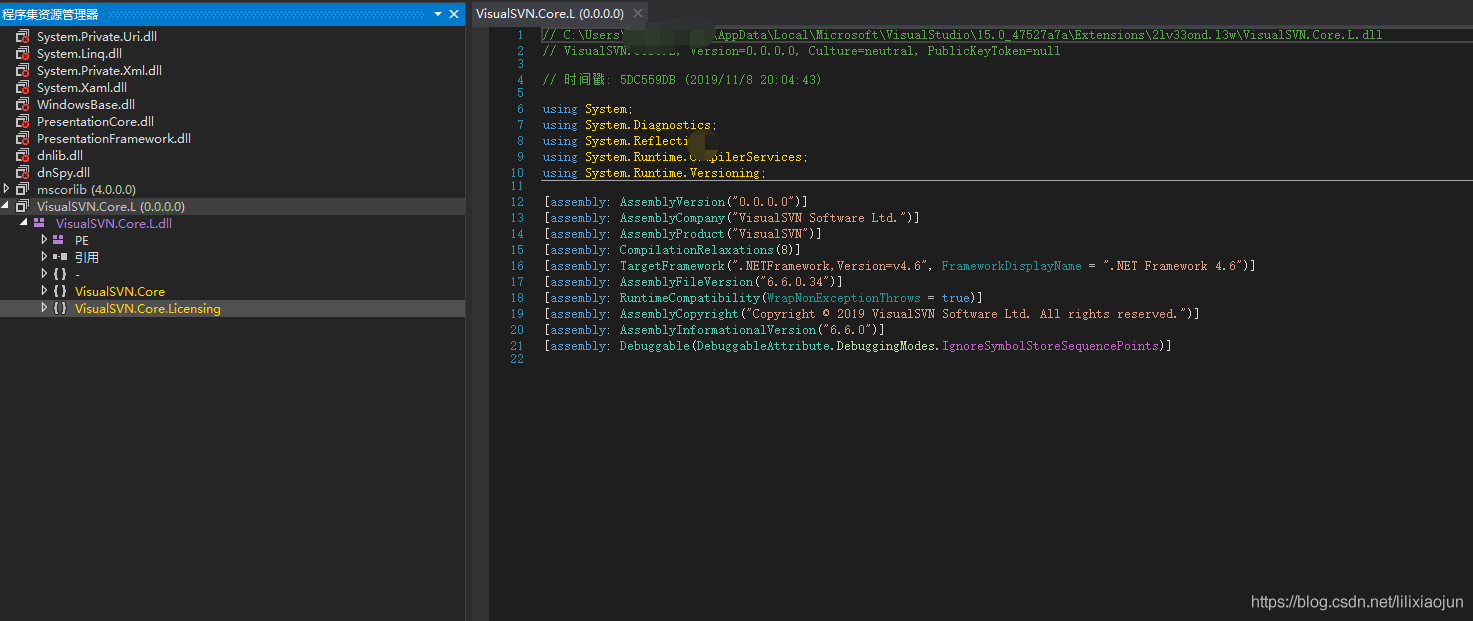 程序集资源管理器
System.Private.Uri.dll
System.Linq.dll
System.Private.Xml.dll
System.Xaml.dll
WindowsBase.dll
PresentationCore.dll
PresentationFramework.dll
dnlib.dll
dnSpy.dll
mscorlib (4.0.0.0)
VisualSVN.Core.L (0.0.0.0)
VisualSVN.Core.L.dll
PE
引用
{ } -
{ } VisualSVN.Core
{ } VisualSVN.Core.Licensing
VisualSVN.Core.L (0.0.0.0)
1 // C:\Users\ \AppData\Local\Microsoft\VisualStudio\15.0_47527a7a\Extensions\2lv33ond.l3w\VisualSVN.Core.L.dll
2 // VisualSVN.Core.L, Version=0.0.0.0, Culture=neutral, PublicKeyToken=null
3
4 // 时间戳: 5DC559DB (2019/11/8 20:04:43)
5
6 using System;
7 using System.Diagnostics;
8 using System.Reflecti
9 using System.Runtime.CompilerServices;
10 using System.Runtime.Versioning;
11
12 [assembly: AssemblyVersion("0.0.0.0")]
13 [assembly: AssemblyCompany("VisualSVN Software Ltd.")]
14 [assembly: AssemblyProduct("VisualSVN")]
15 [assembly: CompilationRelaxations(8)]
16 [assembly: TargetFramework(".NETFramework,Version=v4.6", FrameworkDisplayName = ".NET Framework 4.6")]
17 [assembly: AssemblyFileVersion("6.6.0.34")]
18 [assembly: RuntimeCompatibility(WrapNonExceptionThrows = true)]
19 [assembly: AssemblyCopyright("Copyright © 2019 VisualSVN Software Ltd. All rights reserved.")]
20 [assembly: AssemblyInformationalVersion("6.6.0")]
21 [assembly: Debuggable(DebuggableAttribute.DebuggingModes.IgnoreSymbolStoreSequencePoints)]
22
https://blog.csdn.net/lilixiaojun